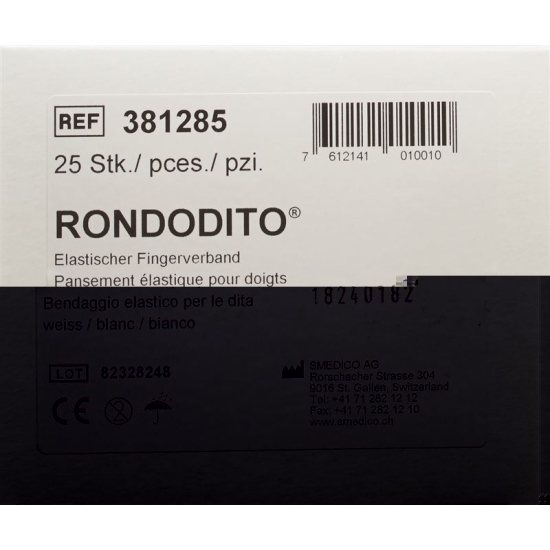 REF 381285
25 Stk./ pces./ pzi.
7 612141 010010
RONDODITO®
Elastischer Fingerverband
Pansement élastique pour doigts
Bendaggio elastico per le dita
weiss / blanc / bianco
18240182
LOT 82328248
SMEDICO AG
Rorschacher Strasse 304
9016 St. Gallen, Switzerland
Tel: +41 71 282 12 12
Fax: +41 71 282 12 10
www.smedico.ch
CE